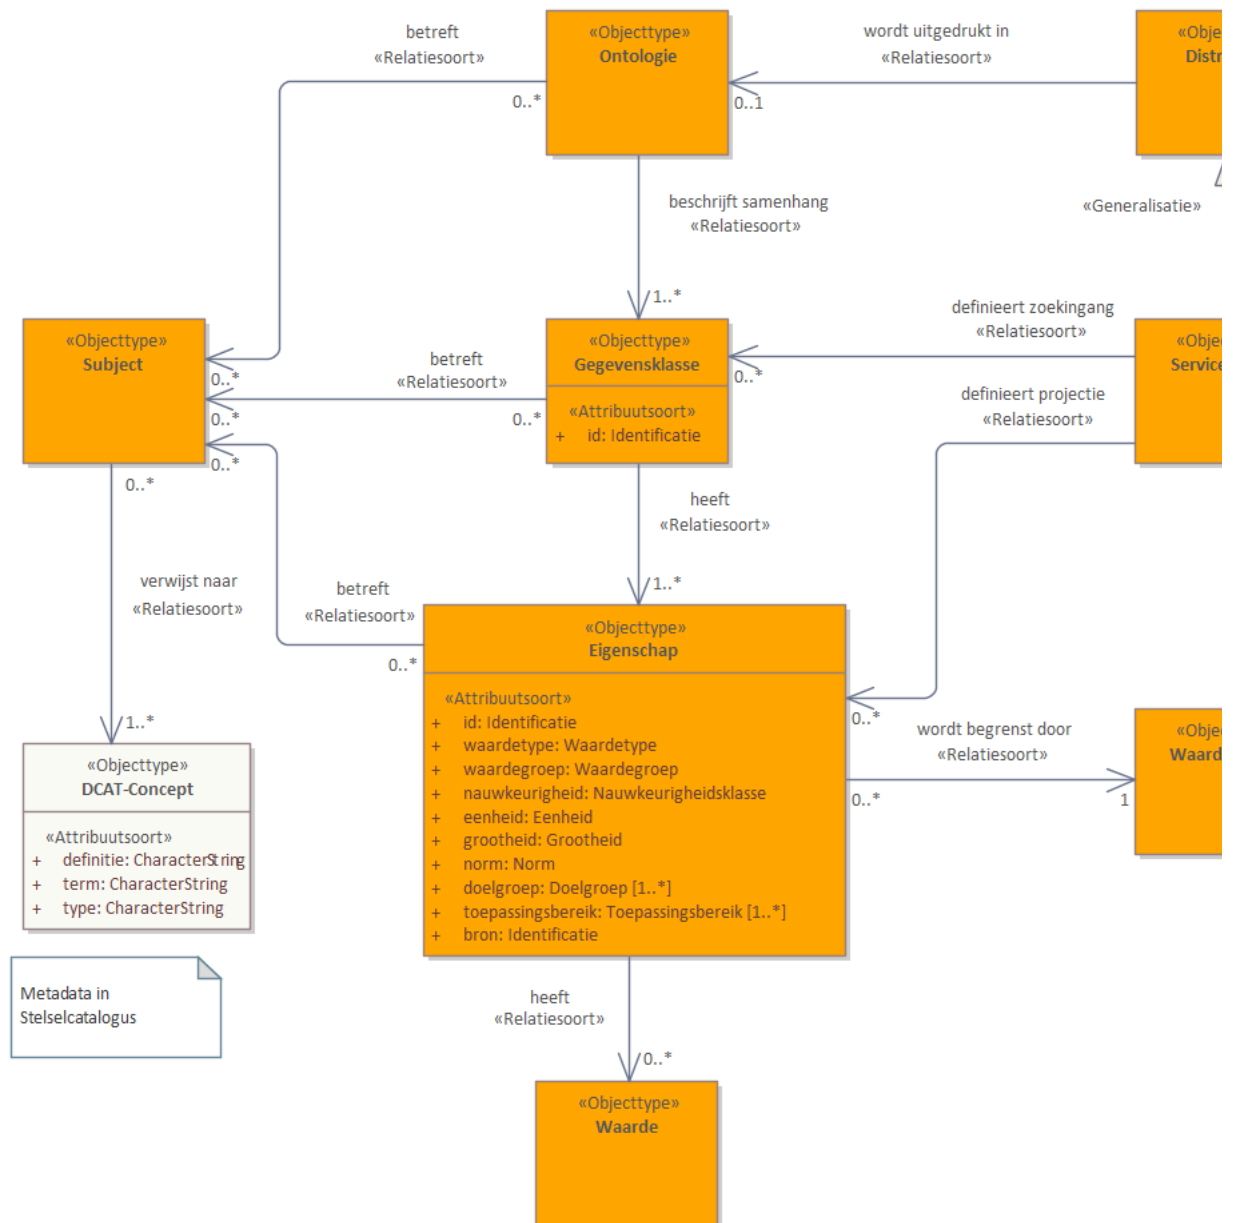 betreft
«Relatiesoort»
0..*
«Objecttype»
Ontologie
wordt uitgedrukt in
«Relatiesoort»
0..1
beschrijft samenhang
«Relatiesoort»
1..*
«Generalisatie»
«Objecttype»
Subject
0..*
0..*
0..*
0..*
betreft
«Relatiesoort»
0..*
«Objecttype»
Gegevensklasse
«Attribuutsoort»
+ id: Identificatie
definieert zoekingang
«Relatiesoort»
0..*
definieert projectie
«Relatiesoort»
0..*
Service
heeft
«Relatiesoort»
1..*
verwijst naar
«Relatiesoort»
1..*
betreft
«Relatiesoort»
0..*
«Objecttype»
Eigenschap
«Attribuutsoort»
+ id: Identificatie
+ waardetype: Waardetype
+ waardegroep: Waardegroep
+ nauwkeurigheid: Nauwkeurigheidsklasse
+ eenheid: Eenheid
+ grootheid: Grootheid
+ norm: Norm
+ doelgroep: Doelgroep [1..*]
+ toepassingsbereik: Toepassingsbereik [1..*]
+ bron: Identificatie
wordt begrenst door
«Relatiesoort»
0..*
1
Waard
«Objecttype»
DCAT-Concept
«Attribuutsoort»
+ definitie: CharacterString
+ term: CharacterString
+ type: CharacterString
Metadata in
Stelselcatalogus
heeft
«Relatiesoort»
0..*
«Objecttype»
Waarde